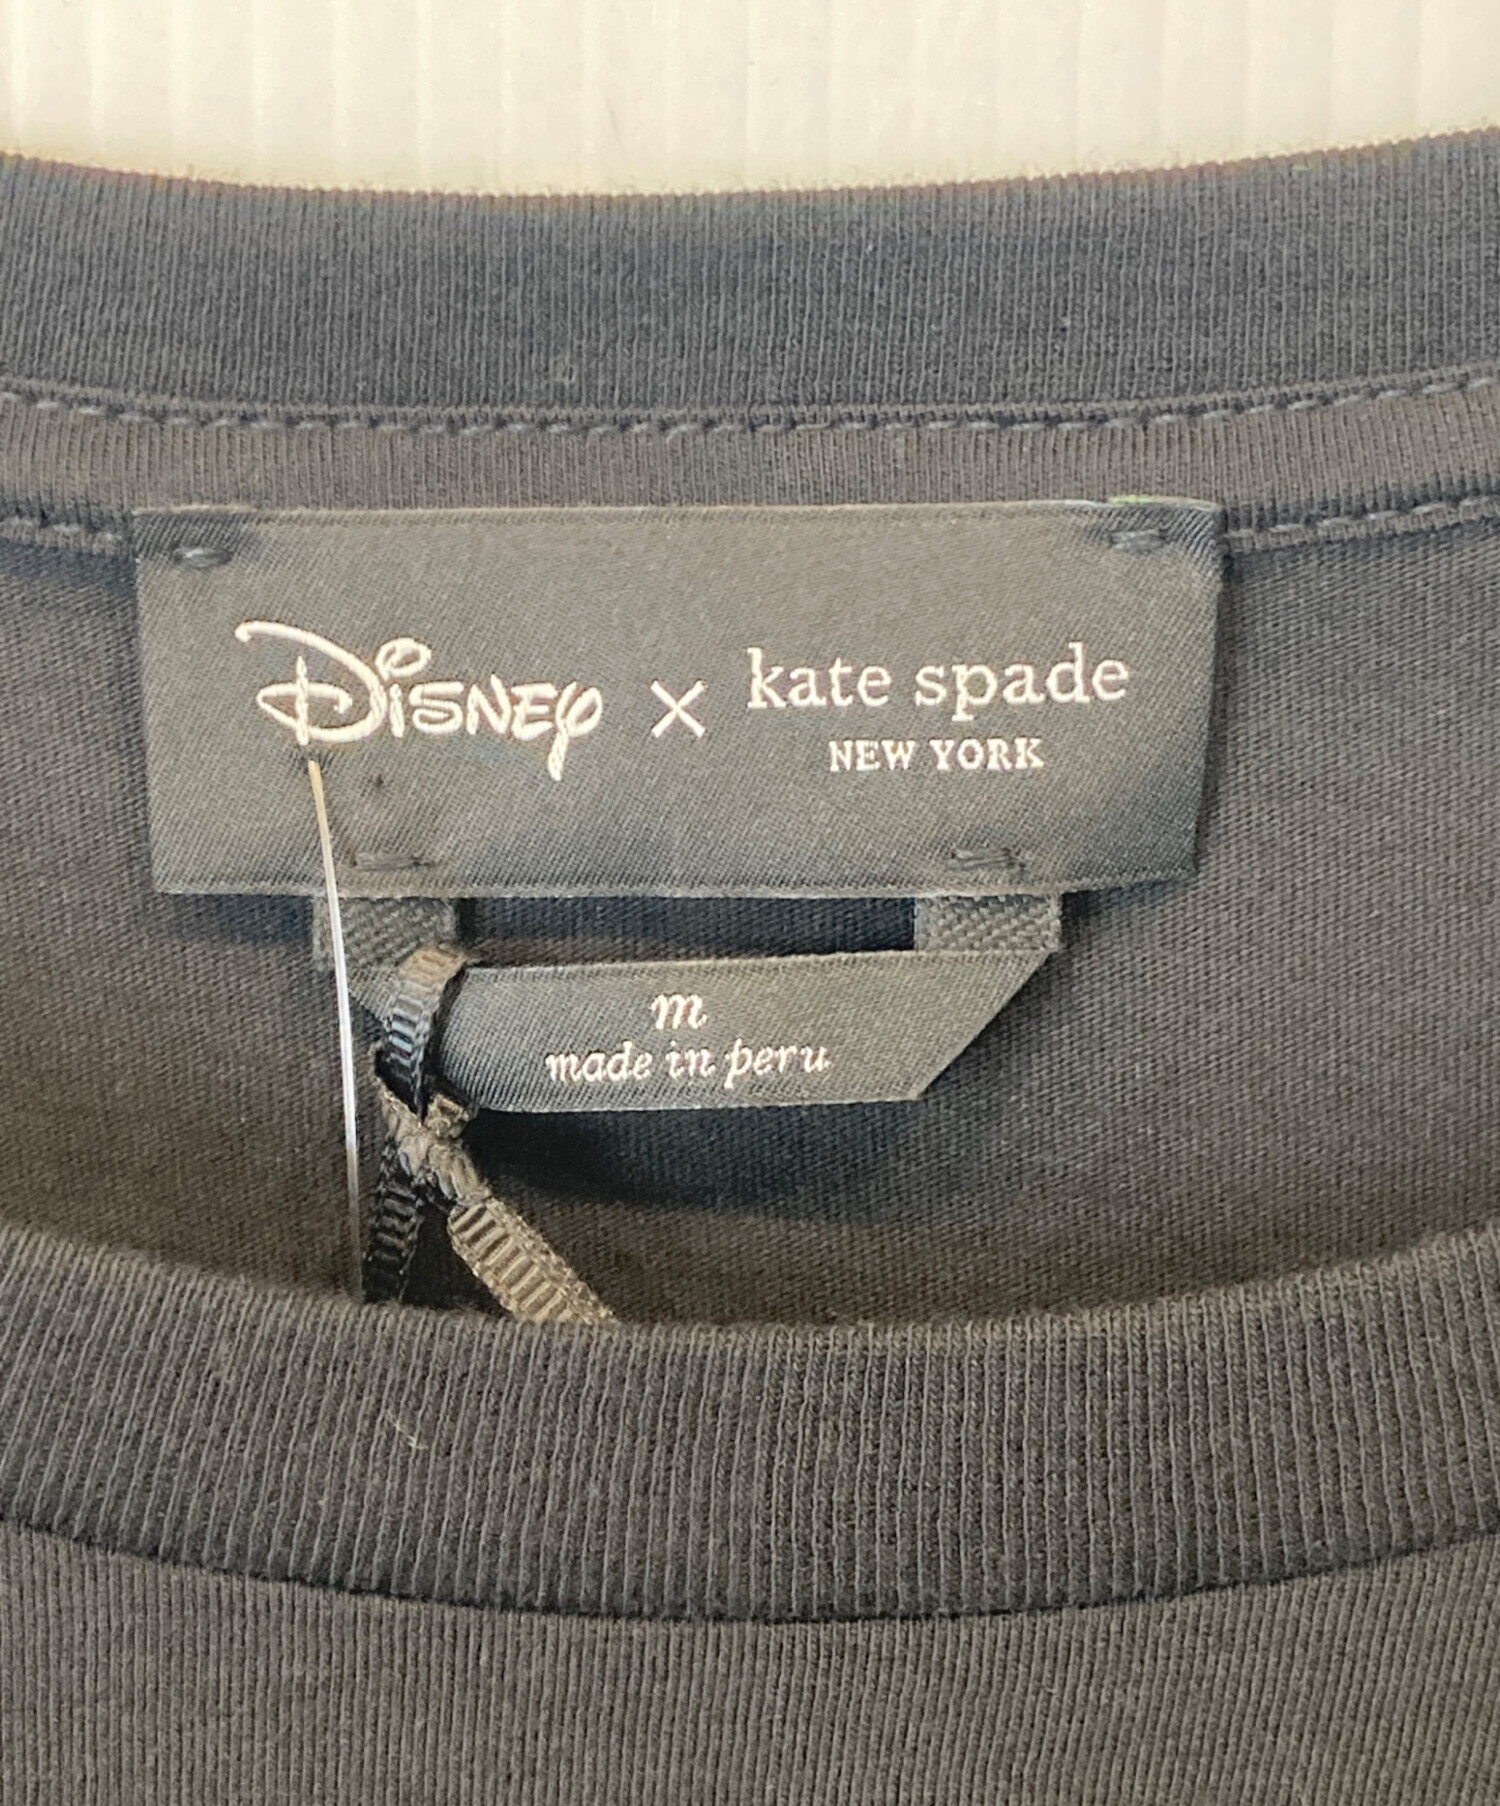 Disney × kate spade
NEW YORK
m
made in peru